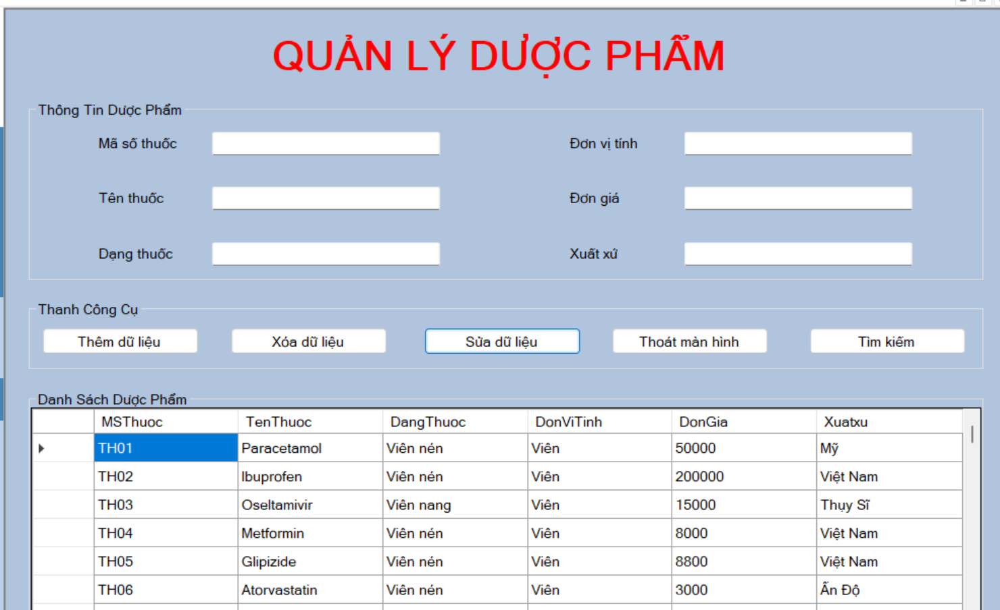 QUẢN LÝ DƯỢC PHẨM
Thông Tin Dược Phẩm
Mã số thuốc Đơn vị tính
Tên thuốc Đơn giá
Dạng thuốc Xuất xứ
Thanh Công Cụ
Thêm dữ liệu Xóa dữ liệu Sửa dữ liệu Thoát màn hình Tìm kiếm
Danh Sách Dược Phẩm
MSThuoc TenThuoc DangThuoc DonViTinh DonGia Xuatxu
TH01 Paracetamol Viên nén Viên 50000 Mỹ
TH02 Ibuprofen Viên nén Viên 200000 Việt Nam
TH03 Oseltamivir Viên nang Viên 15000 Thụy Sĩ
TH04 Metformin Viên nén Viên 8000 Việt Nam
TH05 Glipizide Viên nén Viên 8800 Việt Nam
TH06 Atorvastatin Viên nén Viên 3000 Ấn Độ